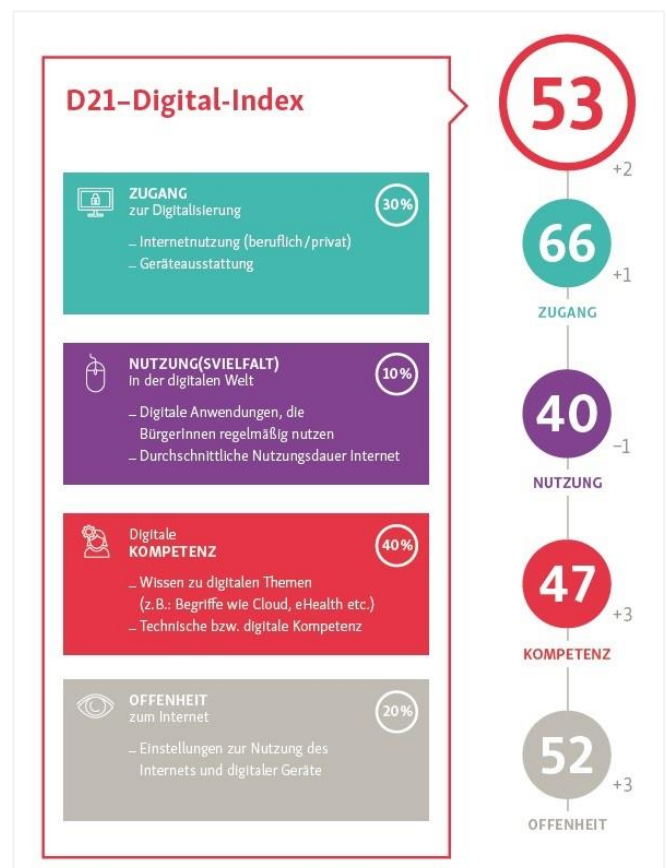 D21–Digital-Index
ZUGANG
zur Digitalisierung
30%
– Internetnutzung (beruflich/privat)
– Geräteausstattung
NUTZUNG(SVIELFALT)
in der digitalen Welt
10%
– Digitale Anwendungen, die
BürgerInnen regelmäßig nutzen
– Durchschnittliche Nutzungsdauer Internet
Digitale
KOMPETENZ
40%
– Wissen zu digitalen Themen
(z.B.: Begriffe wie Cloud, eHealth etc.)
– Technische bzw. digitale Kompetenz
OFFENHEIT
zum Internet
20%
– Einstellungen zur Nutzung des
Internets und digitaler Geräte
53
+2
66
+1
ZUGANG
40
–1
NUTZUNG
47
+3
KOMPETENZ
52
+3
OFFENHEIT